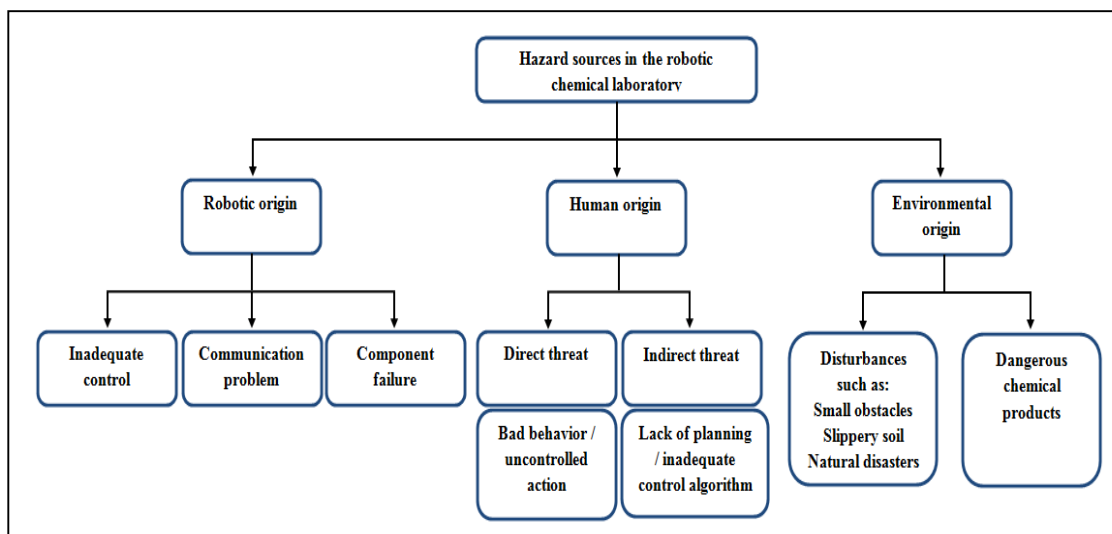 Hazard sources in the robotic
chemical laboratory
Robotic origin
Human origin
Environmental
origin
Inadequate
control
Communication
problem
Component
failure
Direct threat
Indirect threat
Disturbances
such as:
Small obstacles
Slippery soil
Natural disasters
Dangerous
chemical
products
Bad behavior /
uncontrolled
action
Lack of planning
/ inadequate
control algorithm